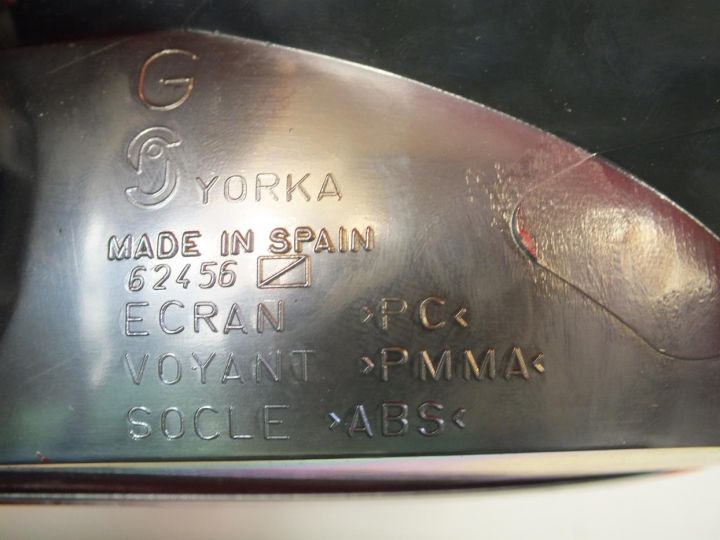 G
YORKA
MADE IN SPAIN
62456
ECRAN >PC<
VOYANT >PMMA<
SOCLE >ABS<